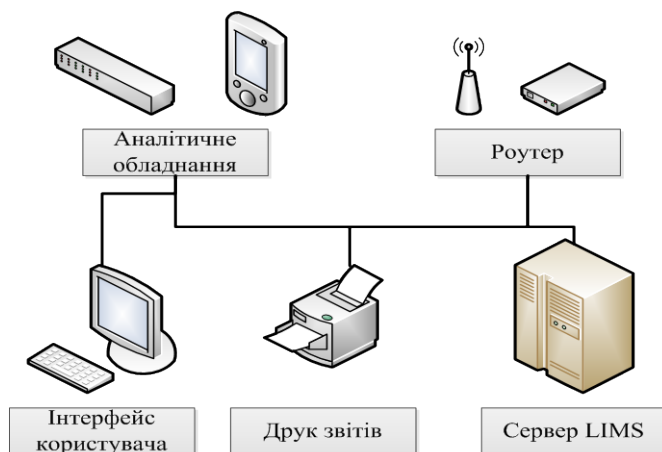 Аналітичне
обладнання
Роутер
Інтерфейс
користувача
Друк звітів
Сервер LIMS